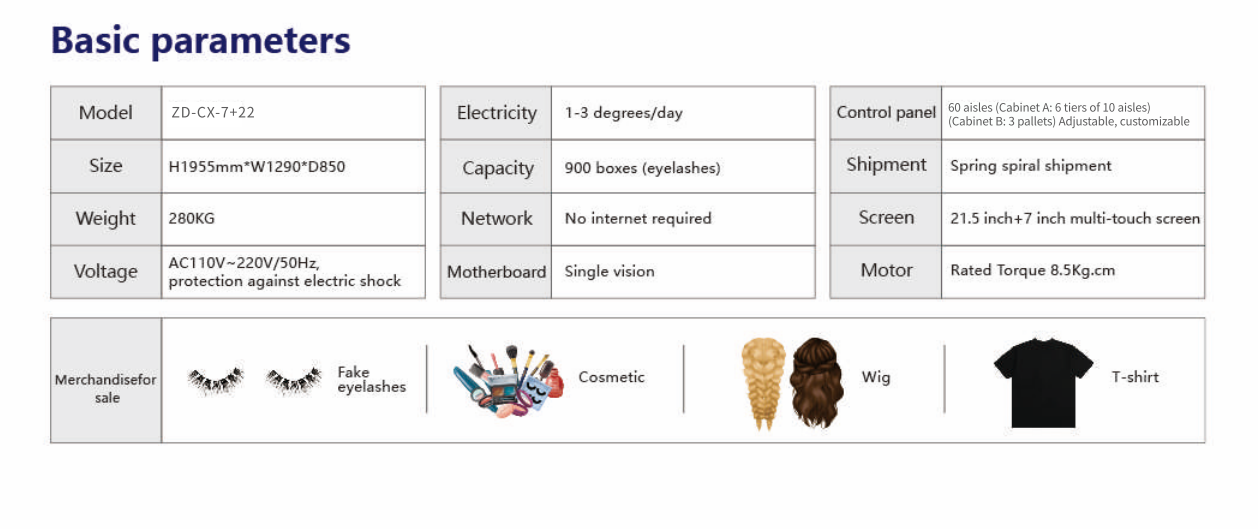 Basic parameters
Model
ZD-CX-7+22
Size
H1955mm*W1290*D850
Weight
280KG
Voltage
AC110V~220V/50Hz,
protection against electric shock
Electricity
1-3 degrees/day
Capacity
900 boxes (eyelashes)
Network
No internet required
Motherboard
Single vision
Control panel
60 aisles (Cabinet A: 6 tiers of 10 aisles)
(Cabinet B: 3 pallets) Adjustable, customizable
Shipment
Spring spiral shipment
Screen
21.5 inch+7 inch multi-touch screen
Motor
Rated Torque 8.5Kg.cm
Merchandisefor
sale
Fake
eyelashes
Cosmetic
Wig
T-shirt